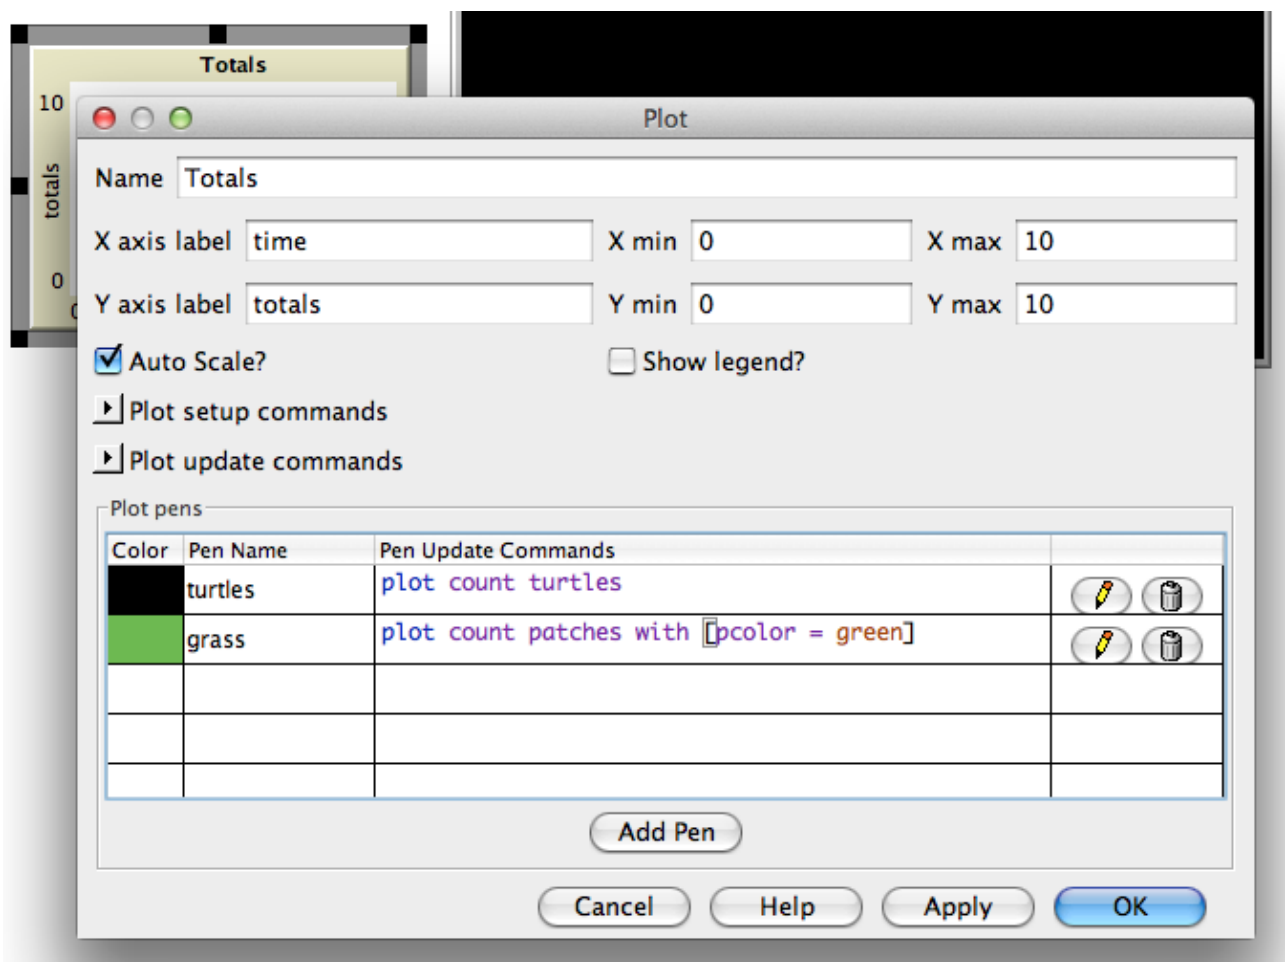 Totals
10
totals
0
Plot
Name Totals
X axis label time X min 0 X max 10
Y axis label totals Y min 0 Y max 10
Auto Scale? Show legend?
Plot setup commands
Plot update commands
Plot pens
Color Pen Name Pen Update Commands
turtles plot count turtles
grass plot count patches with [pcolor = green]
Add Pen
Cancel Help Apply OK